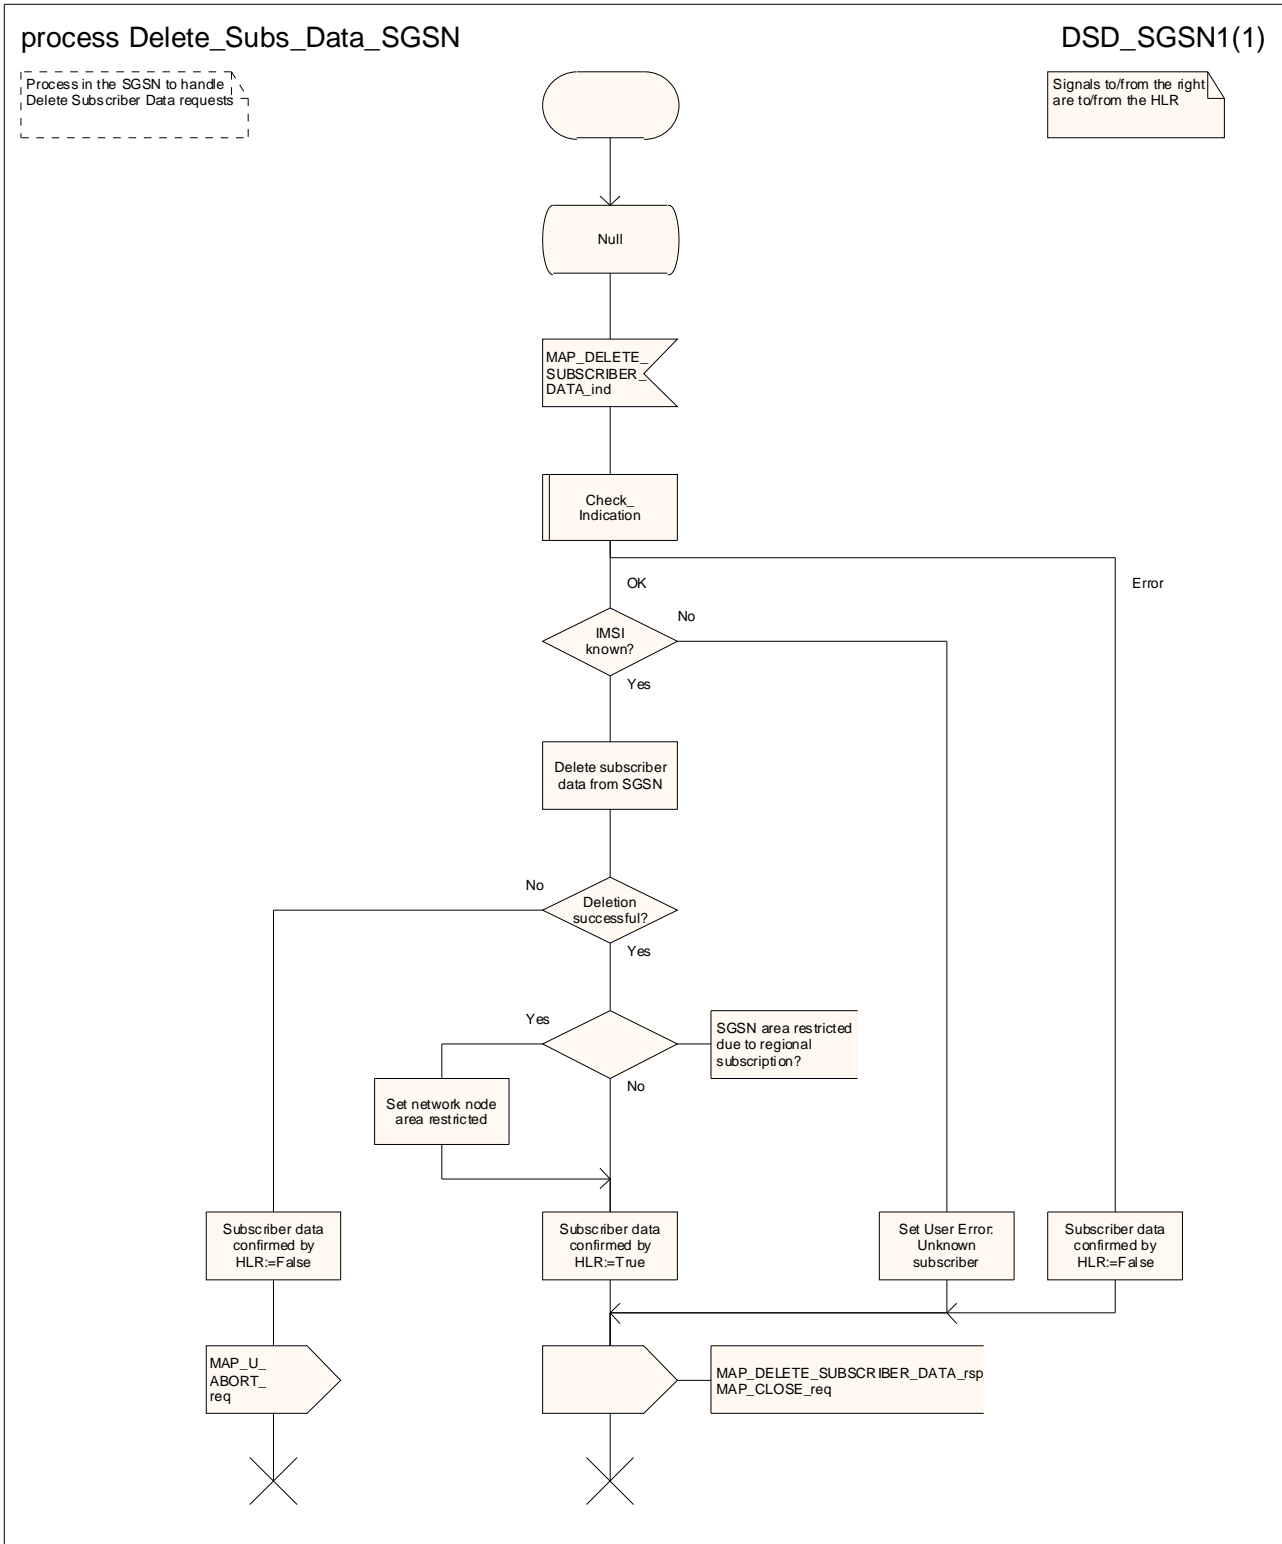 process Delete_Subs_Data_SGSN
DSD_SGSN1(1)
Process in the SGSN to handle
Delete Subscriber Data requests
Signals to/from the right
are to/from the HLR
Null
MAP_DELETE_
SUBSCRIBER_
DATA_ind
Check_
Indication
OK
Error
IMSI
known?
No
Yes
Delete subscriber
data from SGSN
No
Deletion
successful?
Yes
Yes
SGSN area restricted
due to regional
subscription?
No
Set network node
area restricted
Subscriber data
confirmed by
HLR:=False
Subscriber data
confirmed by
HLR:=True
Set User Error:
Unknown
subscriber
Subscriber data
confirmed by
HLR:=False
MAP_U_
ABORT_
req
MAP_DELETE_SUBSCRIBER_DATA_rsp
MAP_CLOSE_req